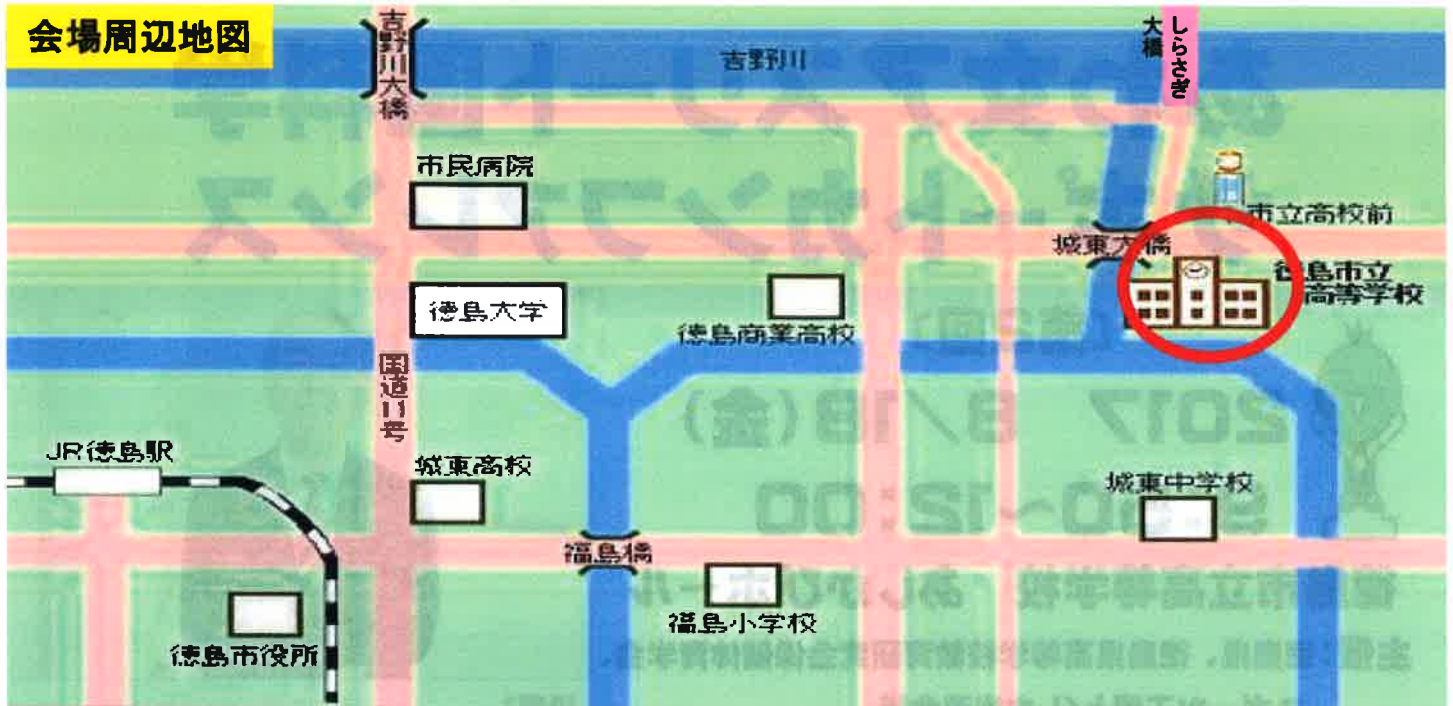 会場周辺地図
吉野川大橋
吉野川
しらさぎ
大橋
市民病院
市立高校前
城東大橋
徳島市立
高等学校
徳島大学
徳島商業高校
国道11号
JR徳島駅
城東高校
城東中学校
福島橋
福島小学校
徳島市役所